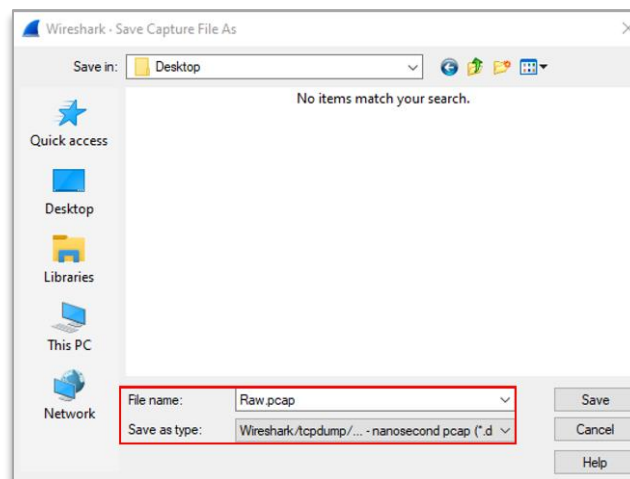 Wireshark · Save Capture File As
Save in: Desktop
No items match your search.
Quick access
Desktop
Libraries
This PC
Network
File name: Raw.pcap Save
Save as type: Wireshark/tcpdump/... - nanosecond pcap (*.d Cancel
Help